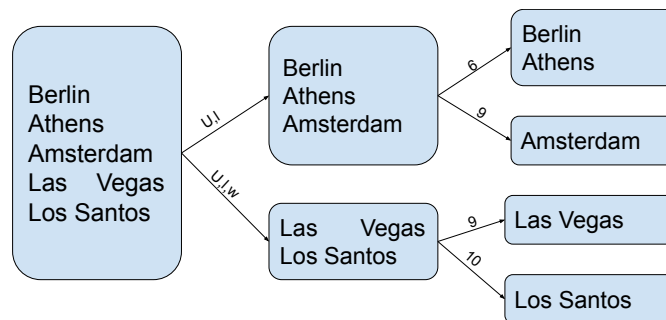 Berlin
Athens
Amsterdam
Las Vegas
Los Santos
U,l
U,l,w
Berlin
Athens
Amsterdam
Las Vegas
Los Santos
6
9
9
10
Berlin
Athens
Amsterdam
Las Vegas
Los Santos